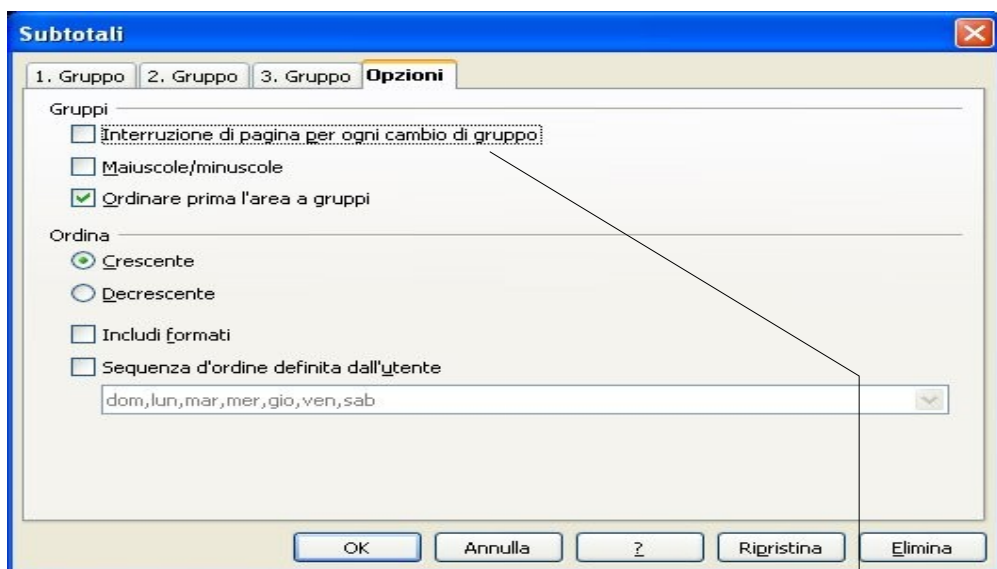 Subtotali
1. Gruppo 2. Gruppo 3. Gruppo Opzioni
Gruppi
Interruzione di pagina per ogni cambio di gruppo
Maiuscole/minuscole
Ordinare prima l'area a gruppi
Ordina
Crescente
Decrescente
Includi formati
Sequenza d'ordine definita dall'utente
dom,lun,mar,mer,gio,ven,sab
OK Annulla ? Ripristina Elimina